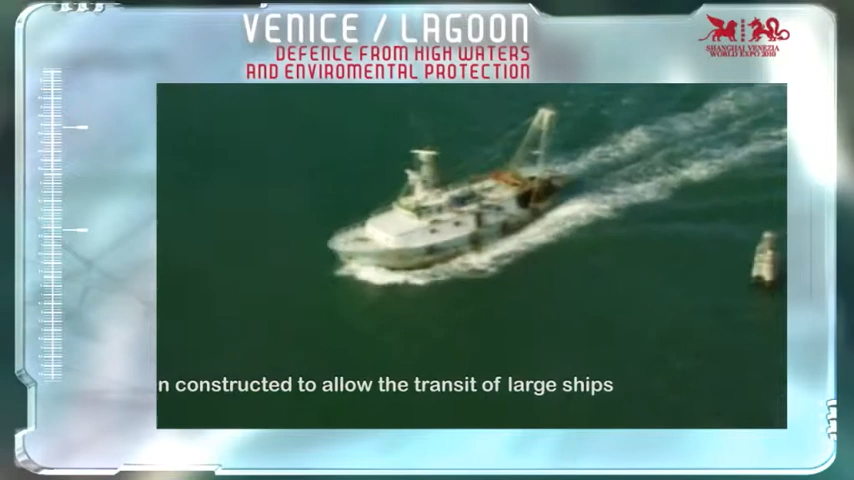 VENICE / LAGOON
DEFENCE FROM HIGH WATERS
AND ENVIROMENTAL PROTECTION
SHANGHAI VENEZIA
WORLD EXPO 2010
n constructed to allow the transit of large ships